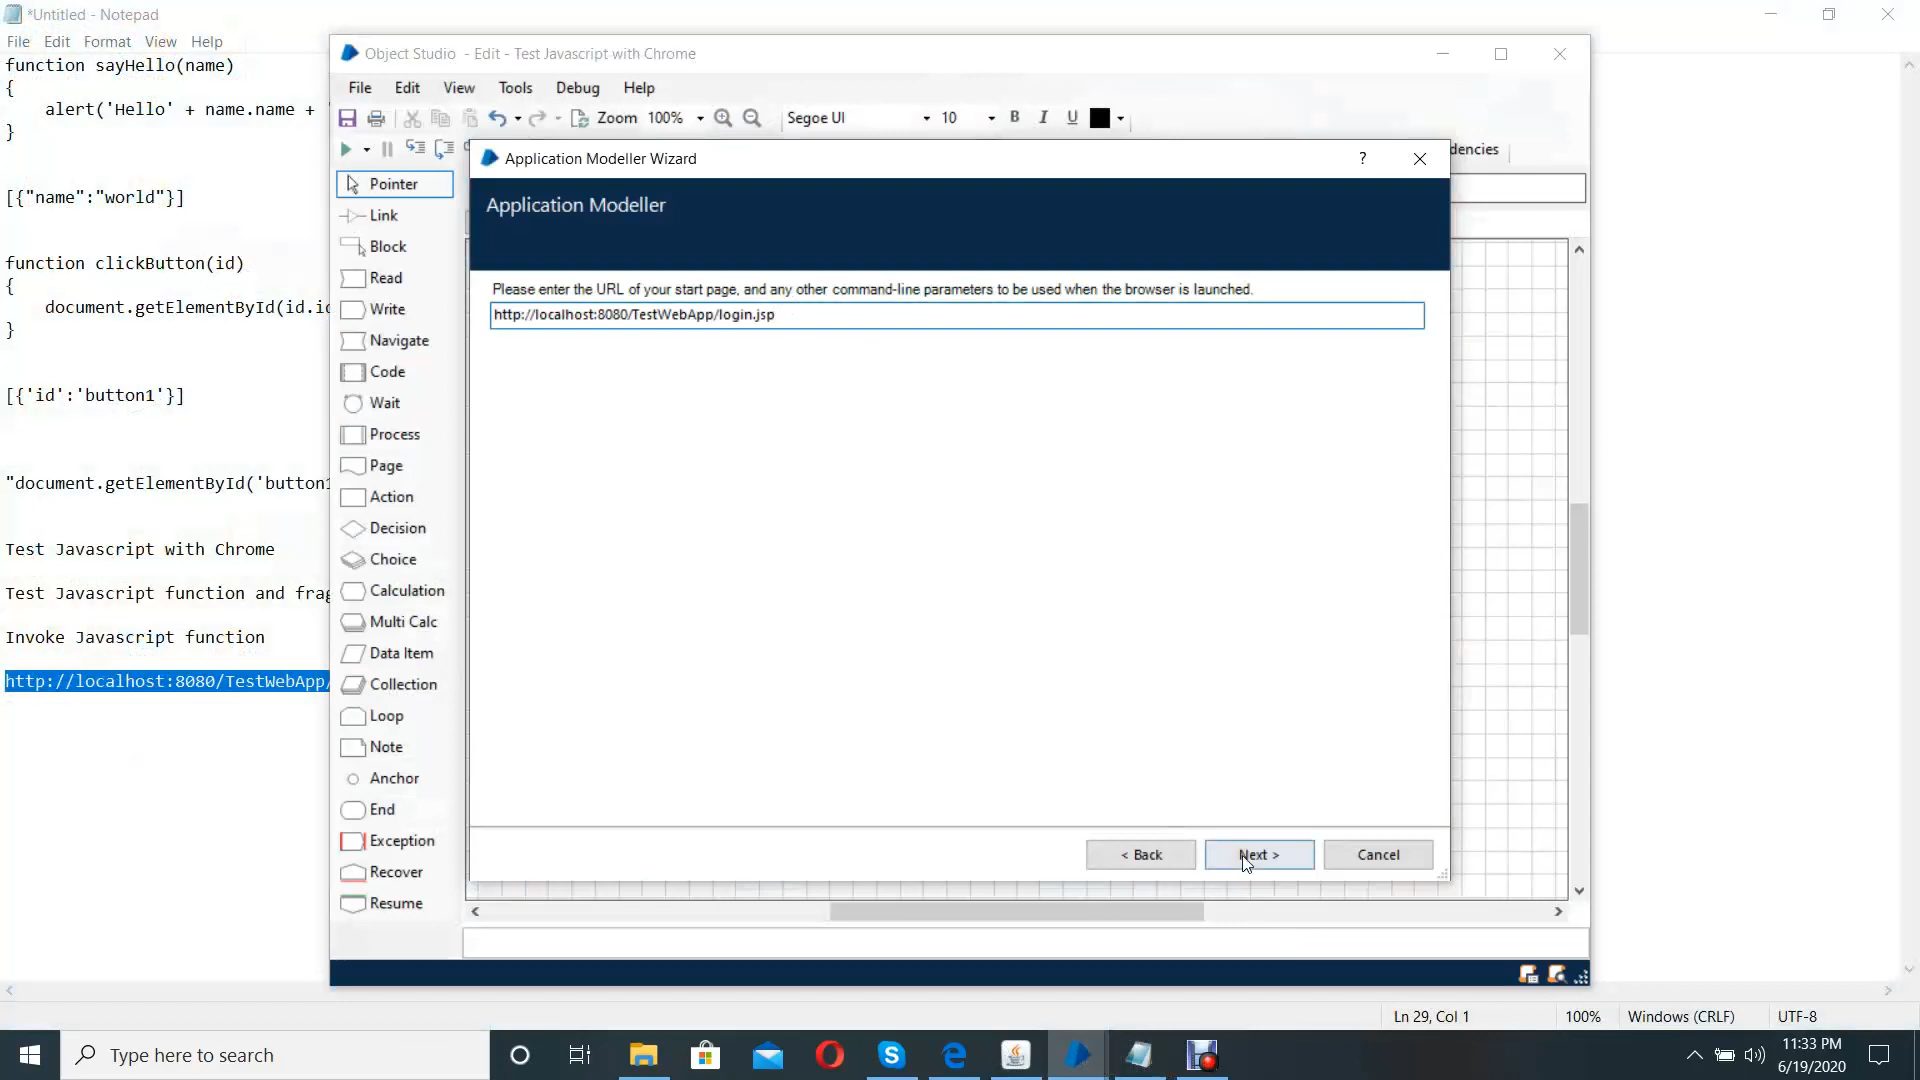 *Untitled - Notepad
File Edit Format View Help
function sayHello(name)
{
alert('Hello' + name.name +
}
[{"name":"world"}]
function clickButton(id)
{
document.getElementById(id.id
}
[{'id':'button1'}]
"document.getElementById('button1
Test Javascript with Chrome
Test Javascript function and frag
Invoke Javascript function
http://localhost:8080/TestWebApp/
Object Studio - Edit - Test Javascript with Chrome
File Edit View Tools Debug Help
Zoom 100% Segoe UI 10 B I U
dencies
Pointer
Link
Block
Read
Write
Navigate
Code
Wait
Process
Page
Action
Decision
Choice
Calculation
Multi Calc
Data Item
Collection
Loop
Note
Anchor
End
Exception
Recover
Resume
Application Modeller Wizard ?
Application Modeller
Please enter the URL of your start page, and any other command-line parameters to be used when the browser is launched.
http://localhost:8080/TestWebApp/login.jsp
< Back Next > Cancel
Ln 29, Col 1 100% Windows (CRLF) UTF-8
Type here to search
11:33 PM
6/19/2020